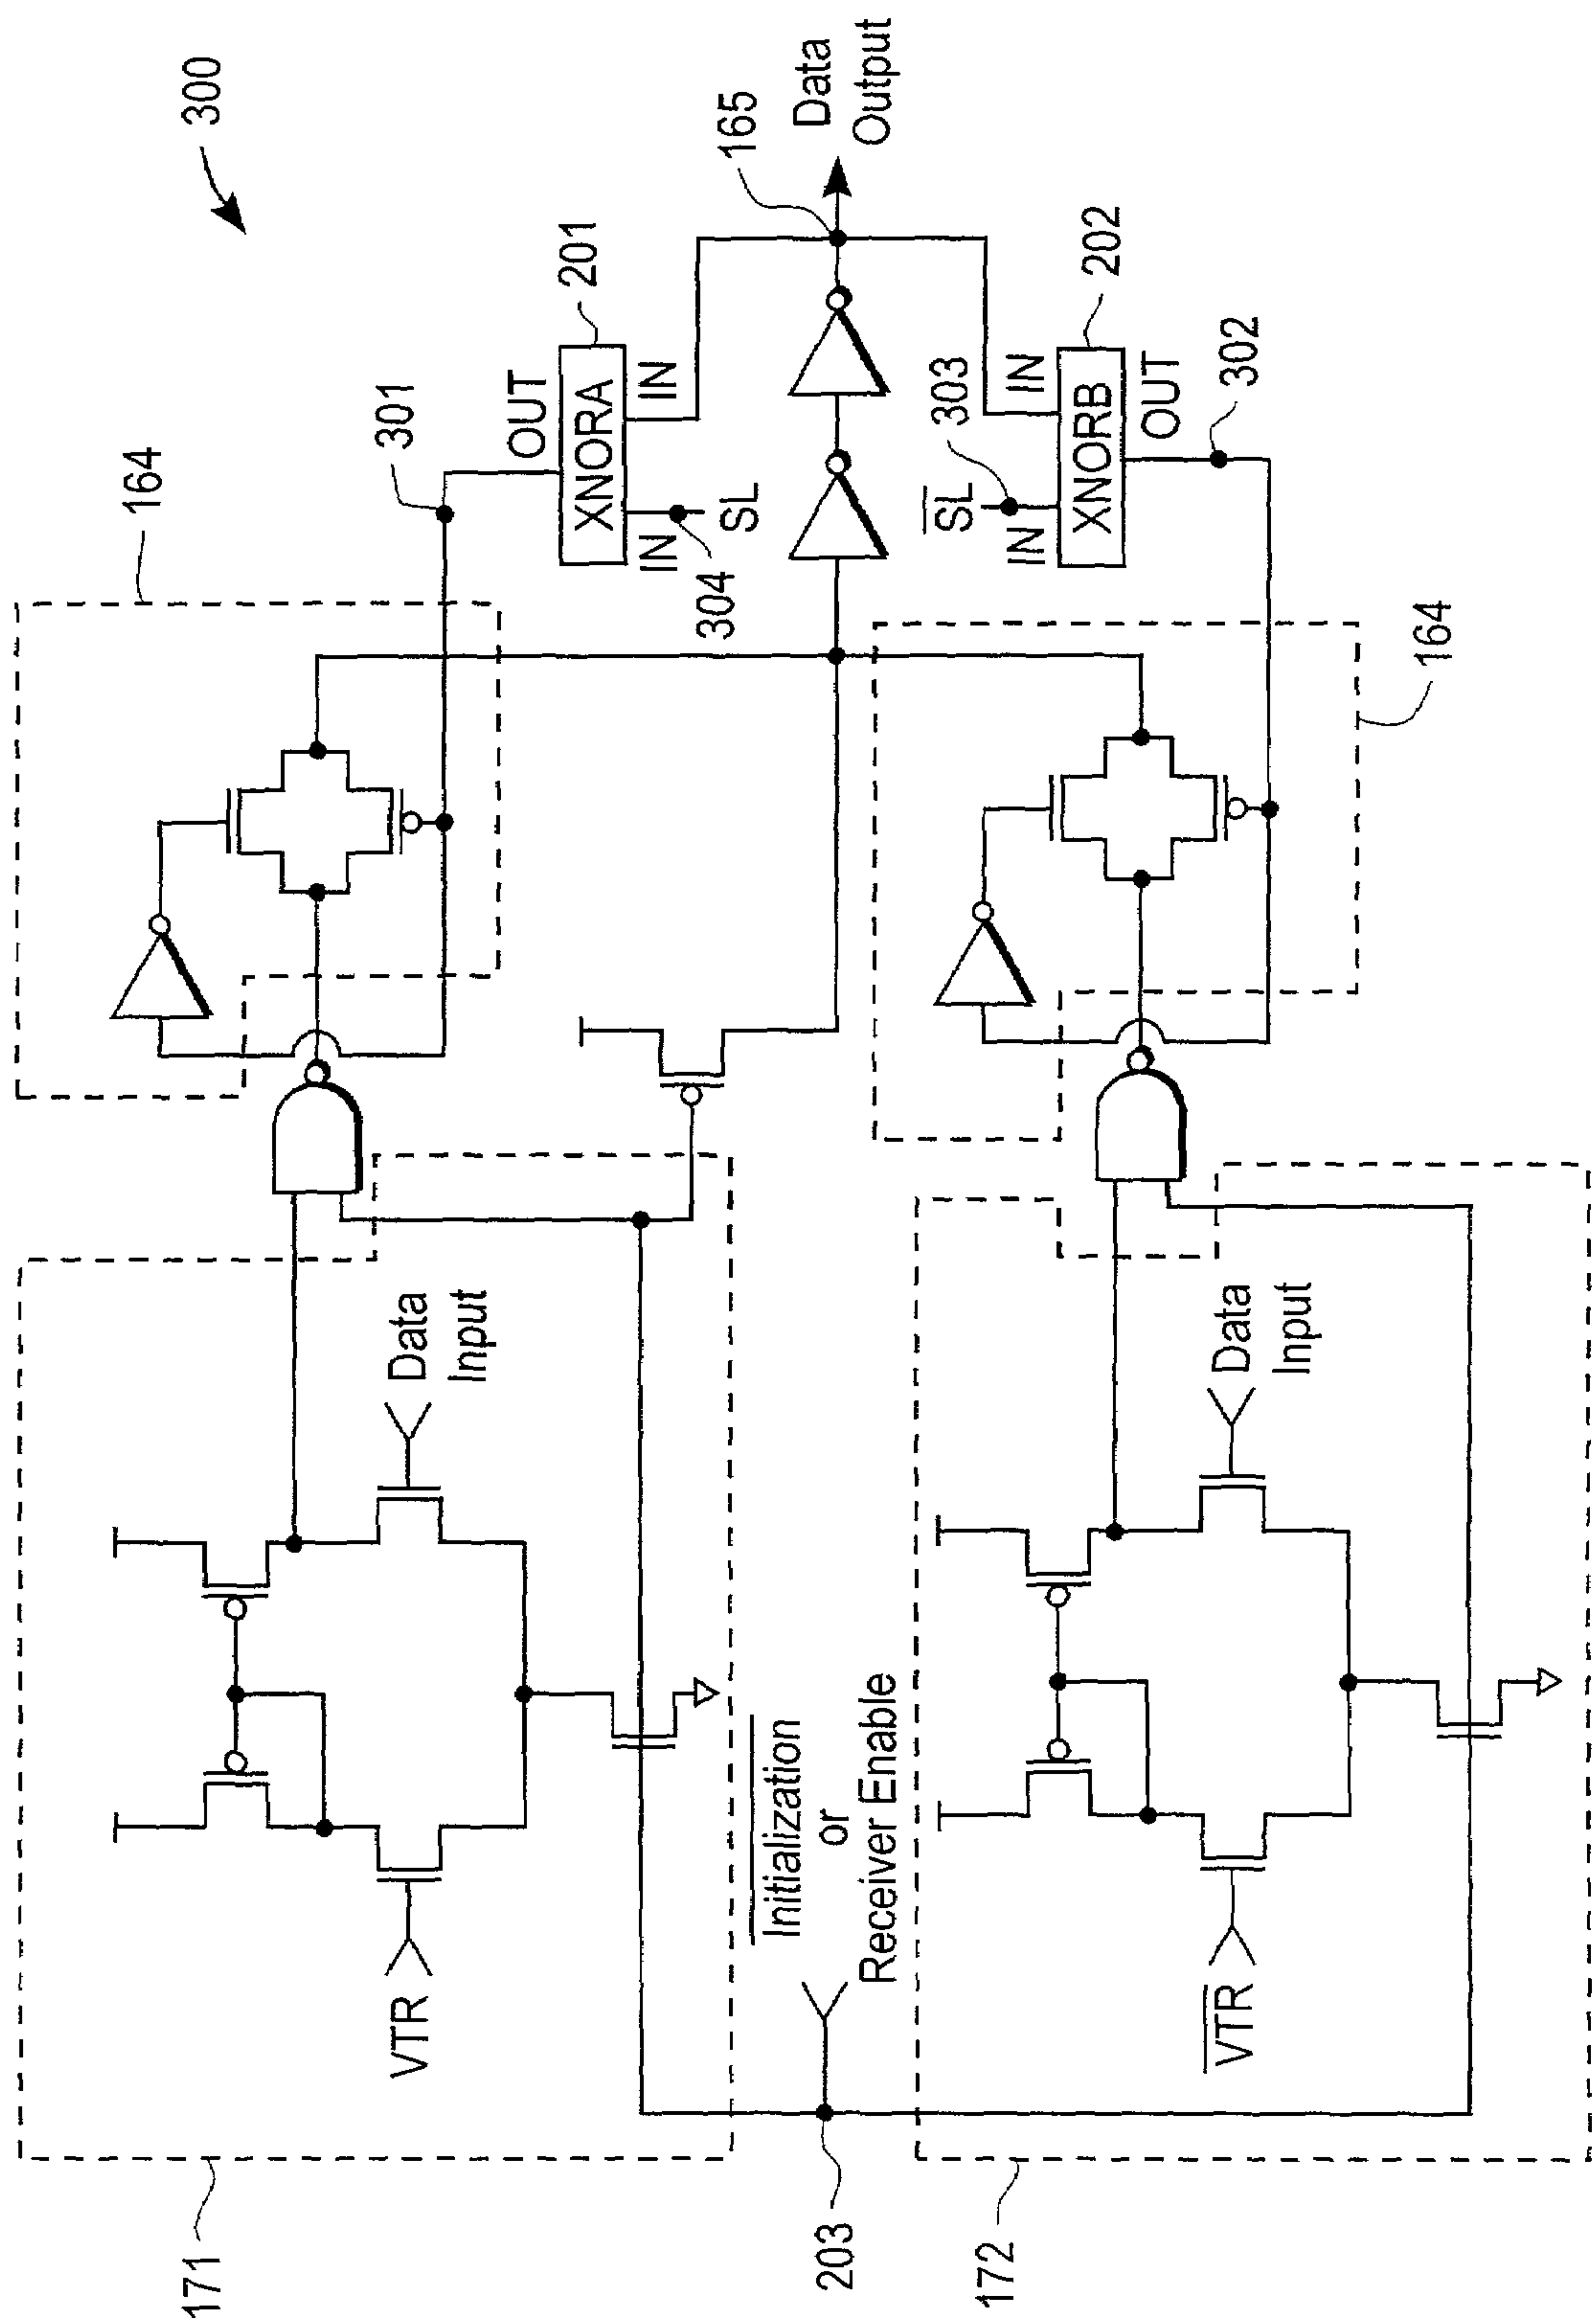 300
164
301
OUT
201
XNORA
IN
IN
304
SL
165
Data
Output
303
SL
IN
IN
XNORB
202
OUT
302
164
Data
Input
VTR
171
Initialization
or
Receiver Enable
203
Data
Input
VTR
172